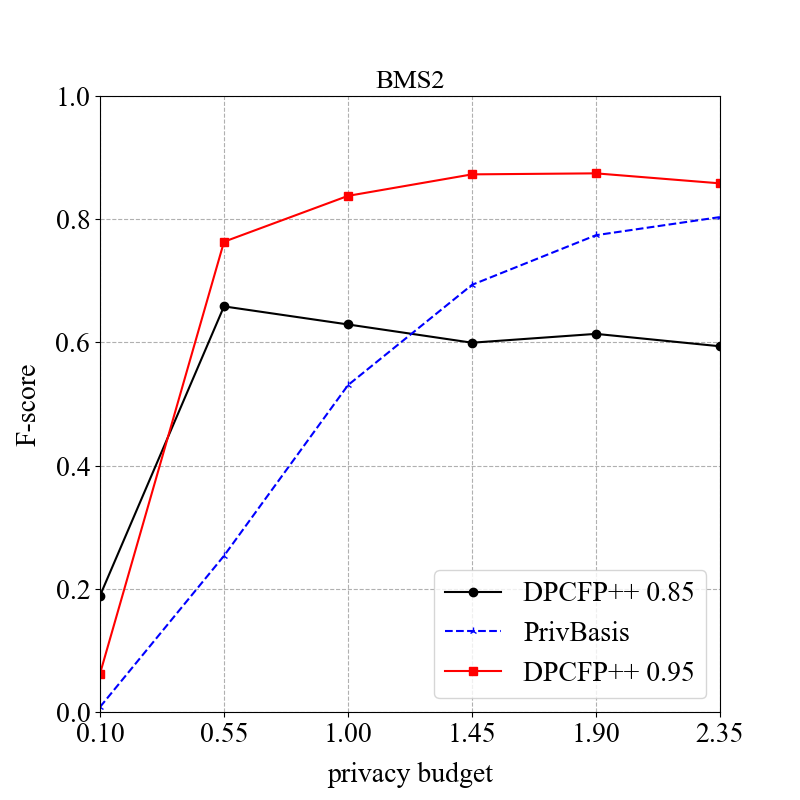 BMS2
1.0
0.8
0.6
0.4
0.2
0.0
F-score
DPCFP++ 0.85
PrivBasis
DPCFP++ 0.95
0.10 0.55 1.00 1.45 1.90 2.35
privacy budget